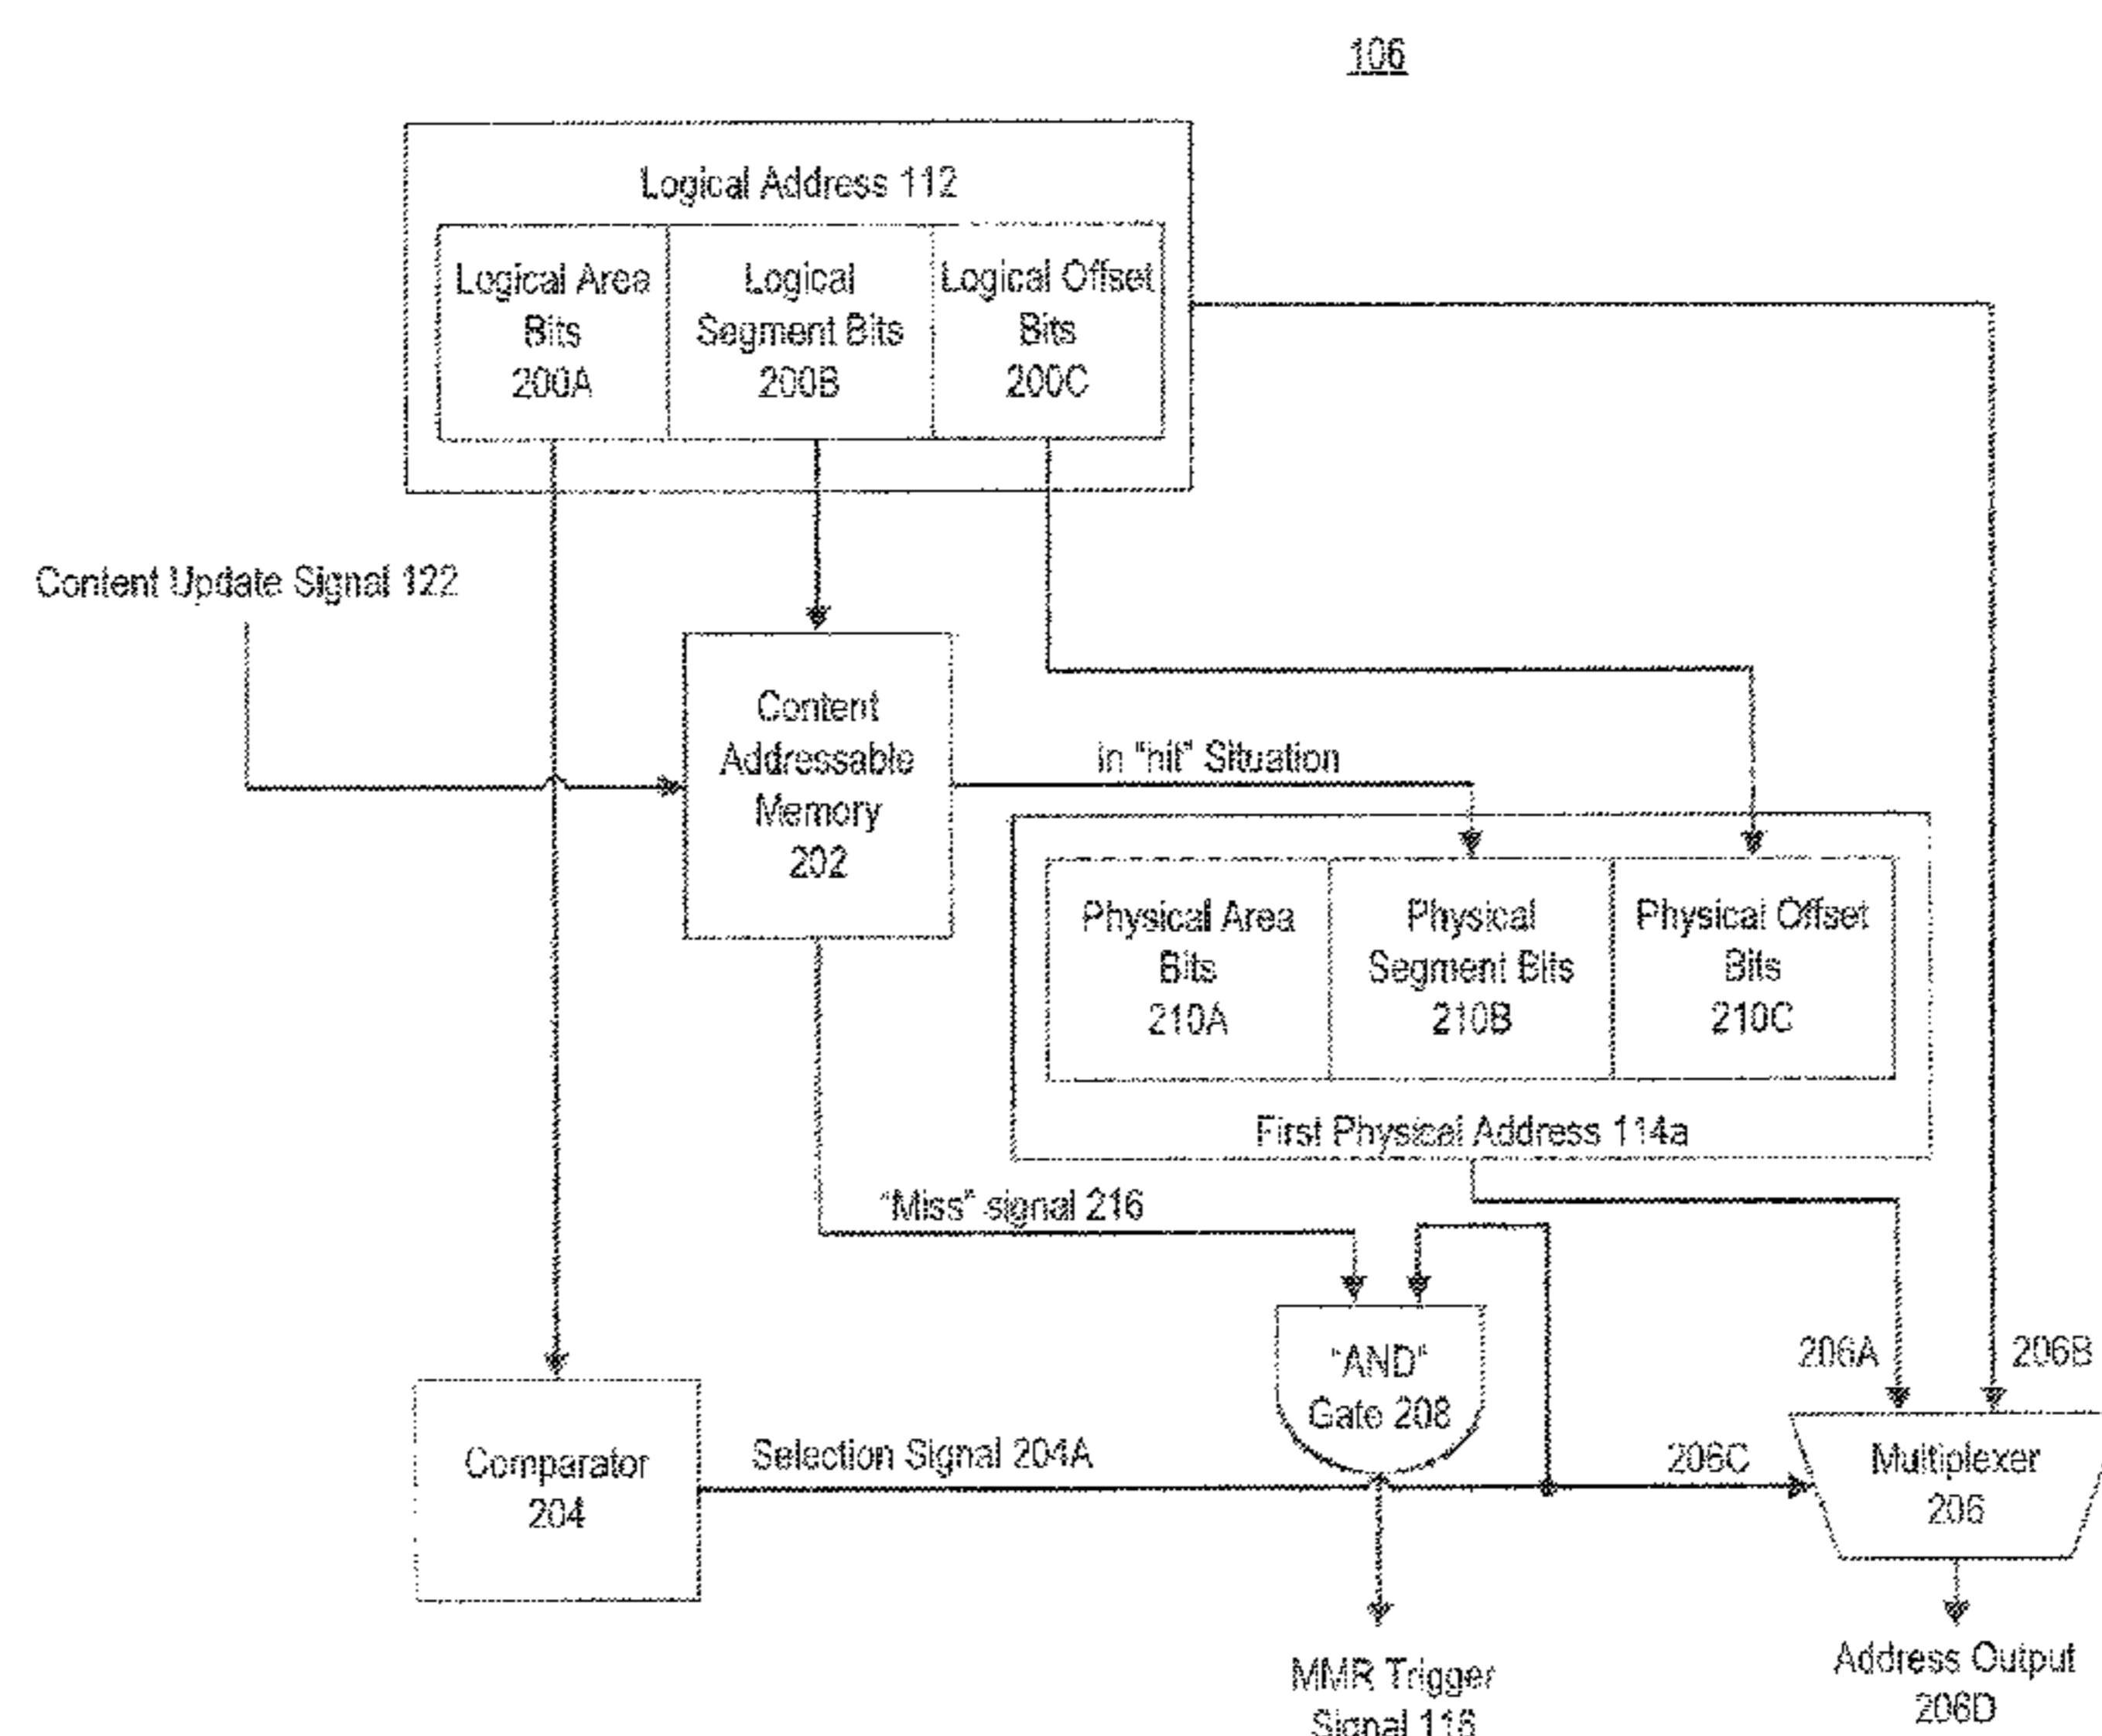 106
Logical Address 112
Logical Area
Bits
200A
Logical
Segment Bits
200B
Logical Offset
Bits
200C
Content Update Signal 122
Content
Addressable
Memory
202
in "hit" Situation
Physical Area
Bits
210A
Physical
Segment Bits
210B
Physical Offset
Bits
210C
First Physical Address 114a
"Miss" signal 216
"AND"
Gate 208
206A
206B
Comparator
204
Selection Signal 204A
206C
Multiplexer
206
MMR Trigger
Signal 116
Address Output
206D